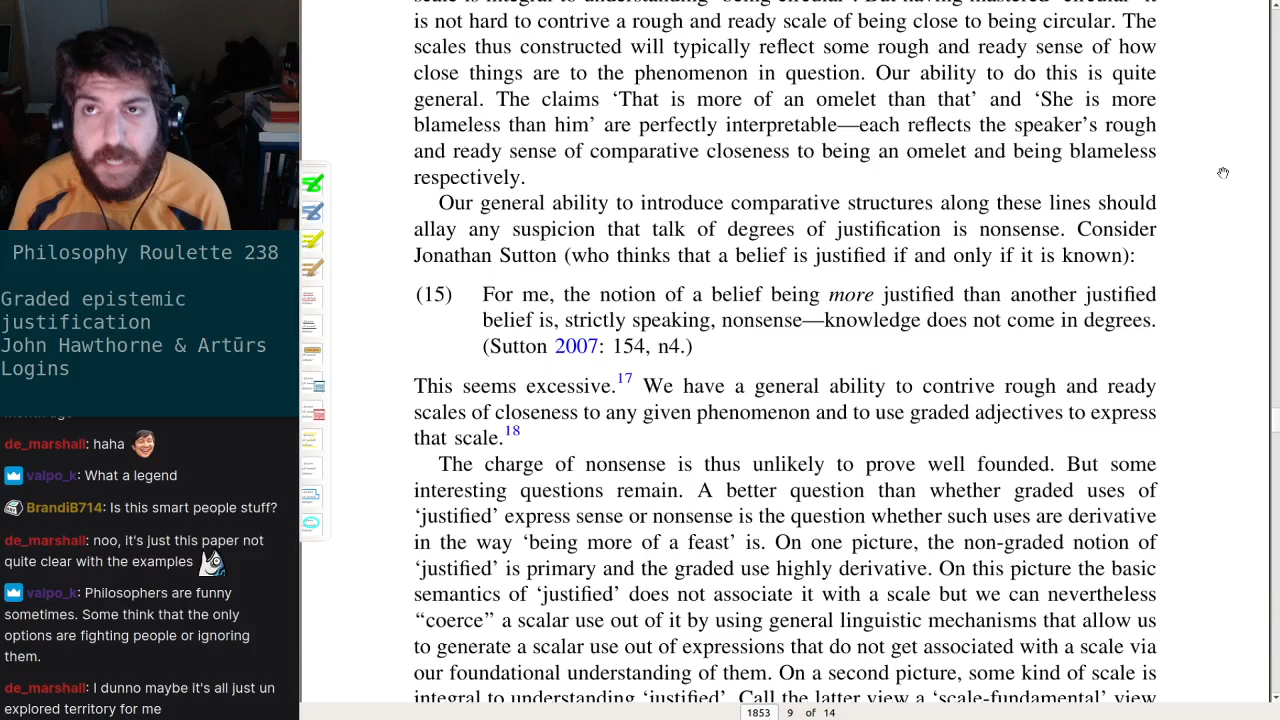 Philosophy Roulette 238
Graded epistemic
justification
John Hawthorne & Artūrs
Logins
de_marshall: haha
valpo_k: What a legend
BrandiB714: Is this smart people stuff?
de_marshall: noo, it's just this paper not
quite clear with the examples
valpo_k: Philosophers are funny
sometimes. Some think that the only
options are fighting people or ignoring
them.
de_marshall: I dunno maybe it's all just un
explored territory for me
is not hard to contrive a rough and ready scale of being close to being circular. The
scales thus constructed will typically reflect some rough and ready sense of how
close things are to the phenomenon in question. Our ability to do this is quite
general. The claims ‘That is more of an omelet than that’ and ‘She is more
blameless than him’ are perfectly interpretable—each reflects the speaker’s rough
and ready sense of comparative closeness to being an omelet and being blameless
respectively.
Our general ability to introduce comparative structures along these lines should
allay any suspicion that talk of degrees of justification is nonsense. Consider
Jonathan Sutton (who thinks that a belief is justified if and only if it is known):
(15) For me, the notion of a belief being more justified than another justified
belief is, strictly speaking, nonsense—knowledge does not come in degrees.
(Sutton 2007: 154, n4.)
This seems excessive.17 We have a general ability to contrive rough and ready
scales of closeness to any given phenomenon and to use graded adjectives to express
that scale.18
The charge of nonsense is thus unlikely to prove well founded. But some
interesting questions remain. A better question than whether graded uses of
‘justified’ express sense or nonsense is the question whether such uses are derivative
in the way ‘being more of a feast’ is. On one picture, the non-graded notion of
‘justified’ is primary and the graded use highly derivative. On this picture the basic
semantics of ‘justified’ does not associate it with a scale but we can nevertheless
“coerce” a scalar use out of it by using general linguistic mechanisms that allow us
to generate a scalar use out of expressions that do not get associated with a scale via
our foundational understanding of them. On a second picture, some kind of scale is
integral to understanding ‘justified’. Call the latter view a ‘scale-fundamental’ view
1853 9 of 14